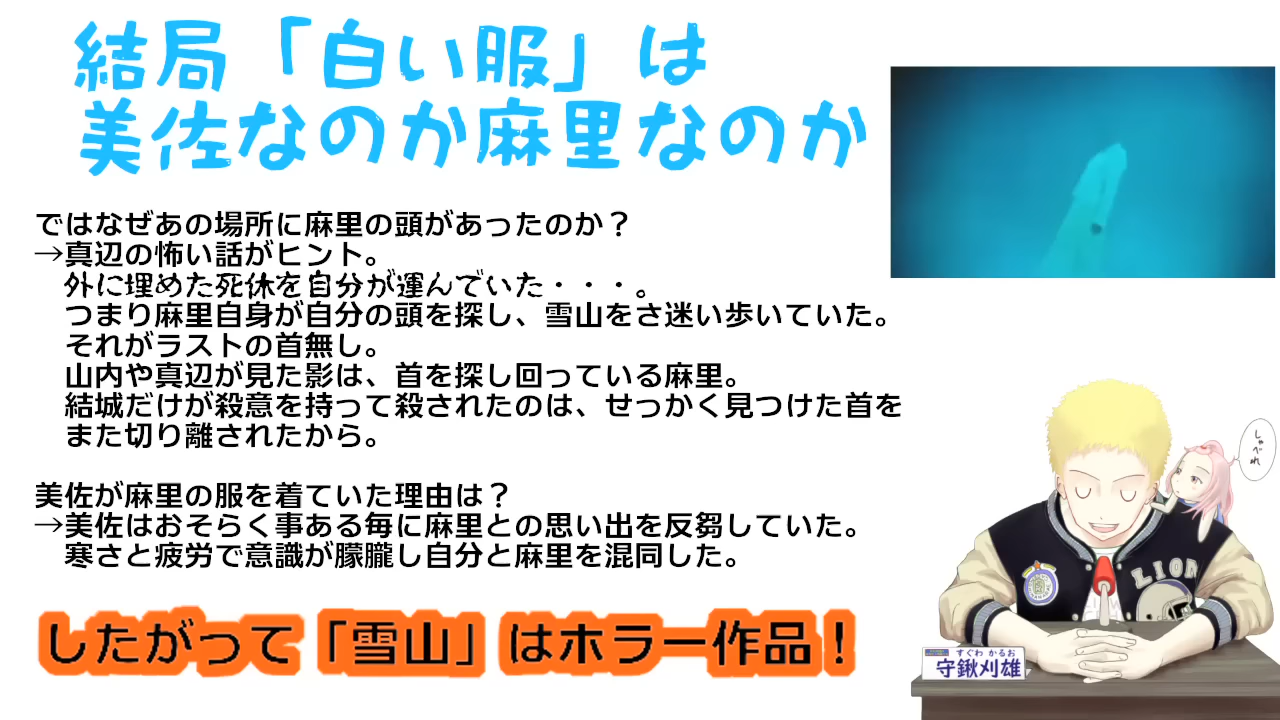 結局「白い服」は
美佐なのか麻里なのか
ではなぜあの場所に麻里の頭があったのか？
→真辺の怖い話がヒント。
外に埋めた死休を自分が運んでいた・・・。
つまり麻里自身が自分の頭を探し、雪山をさ迷い歩いていた。
それがラストの首無し。
山内や真辺が見た影は、首を探し回っている麻里。
結城だけが殺意を持って殺されたのは、せっかく見つけた首を
また切り離されたから。
美佐が麻里の服を着ていた理由は？
→美佐はおそらく事ある毎に麻里との思い出を反芻していた。
寒さと疲労で意識が朦朧し自分と麻里を混同した。
したがって「雪山」はホラー作品！
しゃべれ
LION
すぐわ かるお
守鍬刈雄